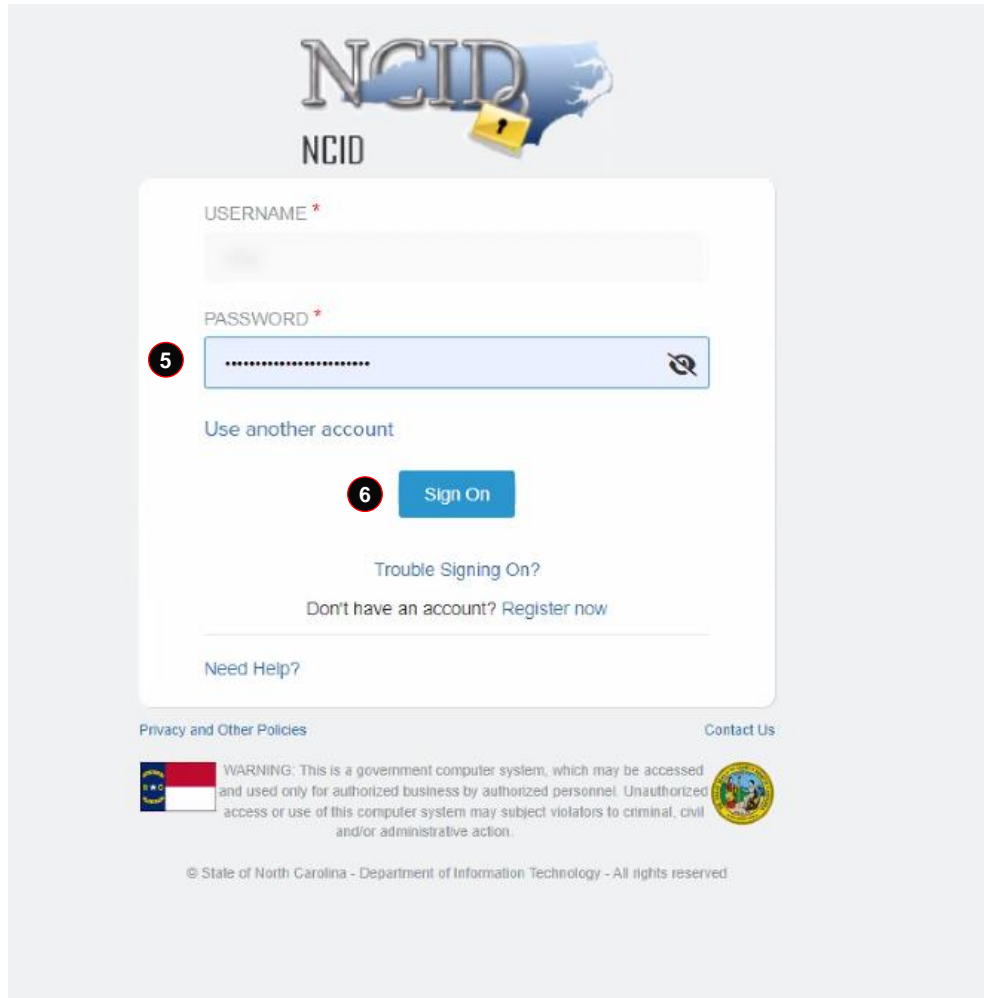 NCID
NCID
USERNAME *
PASSWORD *
5
••••••••••••••••••••••••
Use another account
6 Sign On
Trouble Signing On?
Don't have an account? Register now
Need Help?
Privacy and Other Policies Contact Us
WARNING: This is a government computer system, which may be accessed
and used only for authorized business by authorized personnel. Unauthorized
access or use of this computer system may subject violators to criminal, civil
and/or administrative action.
© State of North Carolina - Department of Information Technology - All rights reserved